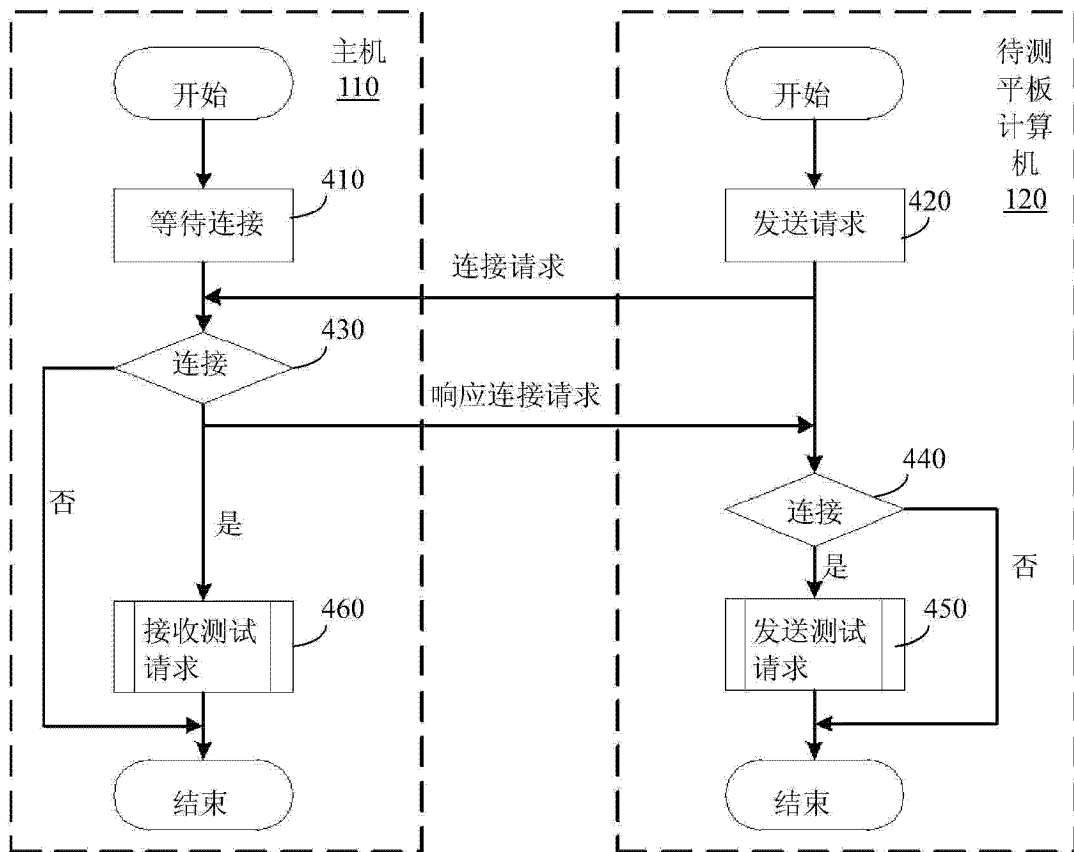 主机
110
开始
410
等待连接
430
连接
否
是
460
接收测试
请求
结束
连接请求
响应连接请求
待测
平板
计算
机
120
开始
420
发送请求
440
连接
是
否
450
发送测试
请求
结束